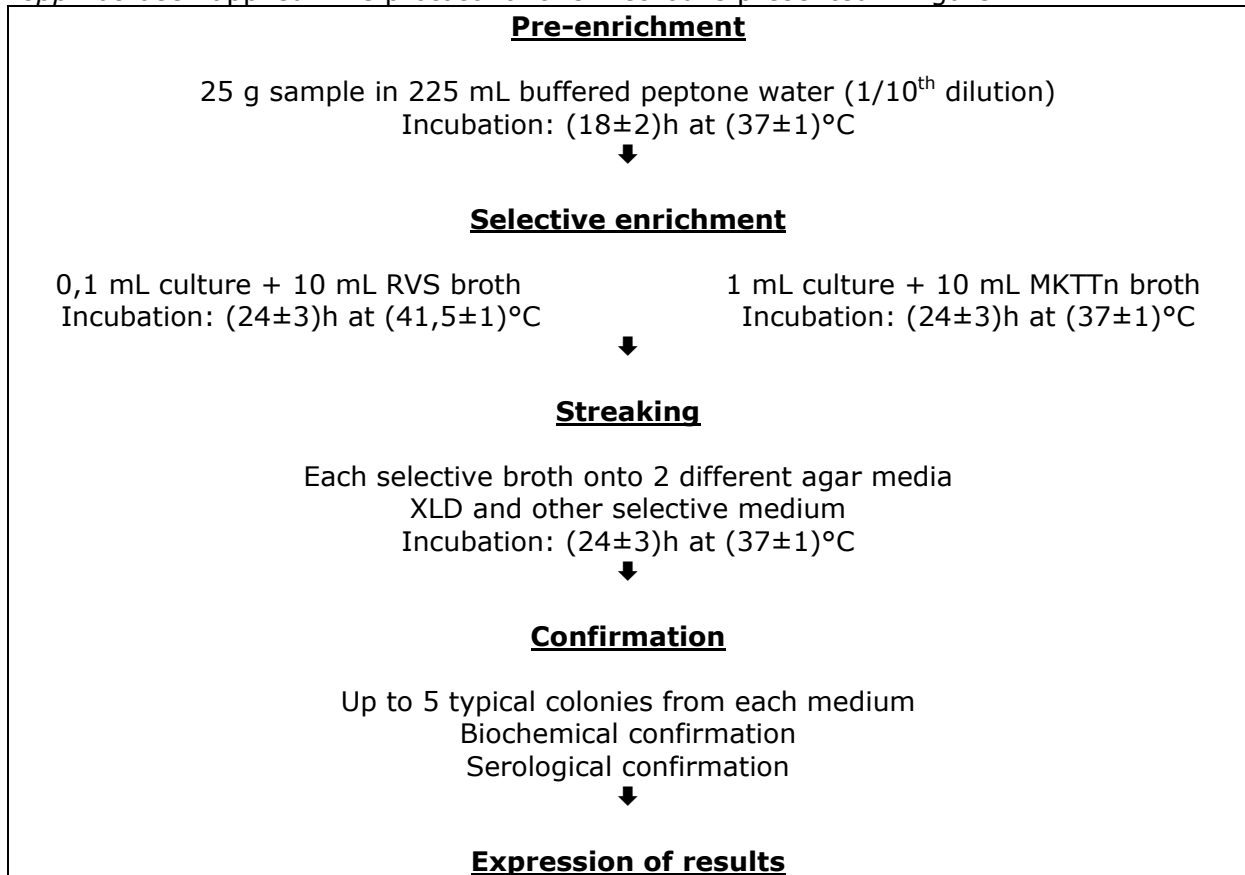 Pre-enrichment
25 g sample in 225 mL buffered peptone water (1/10th dilution)
Incubation: (18±2)h at (37±1)°C
Selective enrichment
0,1 mL culture + 10 mL RVS broth
Incubation: (24±3)h at (41,5±1)°C
1 mL culture + 10 mL MKTTn broth
Incubation: (24±3)h at (37±1)°C
Streaking
Each selective broth onto 2 different agar media
XLD and other selective medium
Incubation: (24±3)h at (37±1)°C
Confirmation
Up to 5 typical colonies from each medium
Biochemical confirmation
Serological confirmation
Expression of results